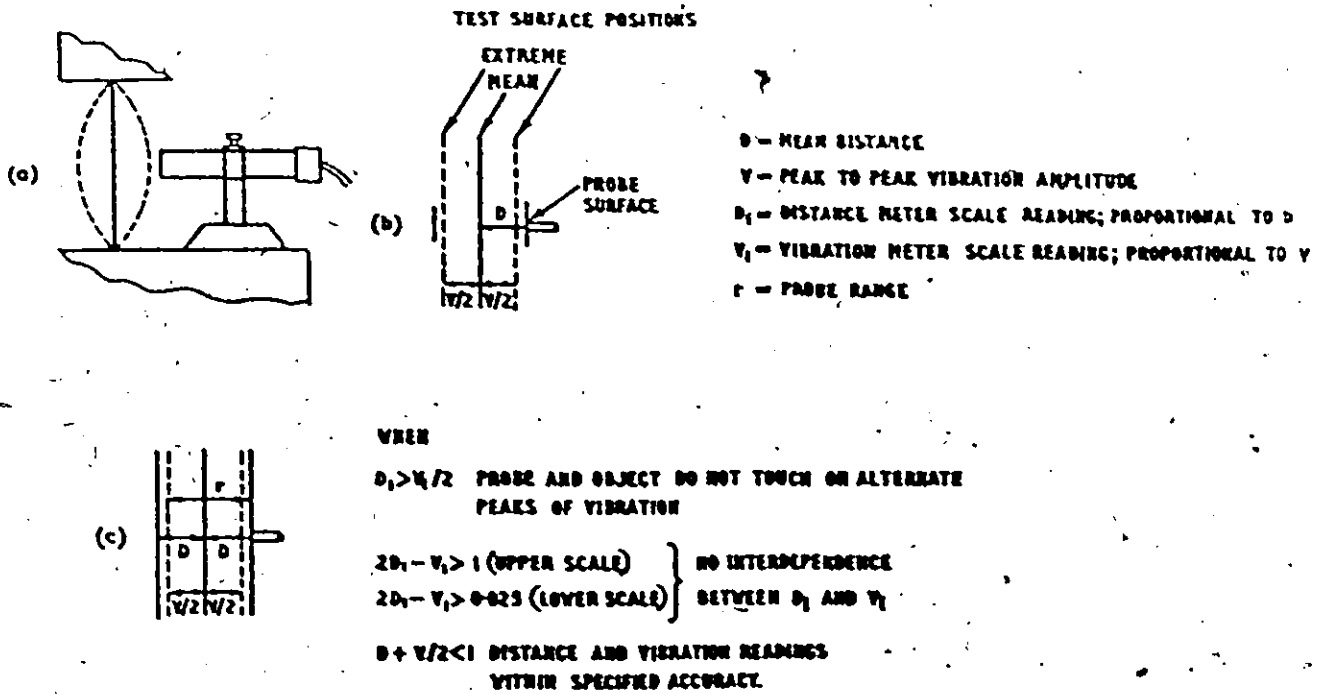 TEST SURFACE POSITIONS
EXTREME
MEAN
(a)
(b)
D
PROBE
SURFACE
V/2 V/2
D = MEAN DISTANCE
V = PEAK TO PEAK VIBRATION AMPLITUDE
D₁ = DISTANCE METER SCALE READING; PROPORTIONAL TO D
V₁ = VIBRATION METER SCALE READING; PROPORTIONAL TO V
r = PROBE RANGE
(c)
r
D D
V/2 V/2
WHEN
D₁>V₁/2 PROBE AND OBJECT DO NOT TOUCH ON ALTERNATE
PEAKS OF VIBRATION
2D₁-V₁> 1 (UPPER SCALE)
2D₁-V₁> 0·025 (LOWER SCALE)
NO INTERDEPENDENCE
BETWEEN D₁ AND V₁
D + V/2<1 DISTANCE AND VIBRATION READINGS
WITHIN SPECIFIED ACCURACY.